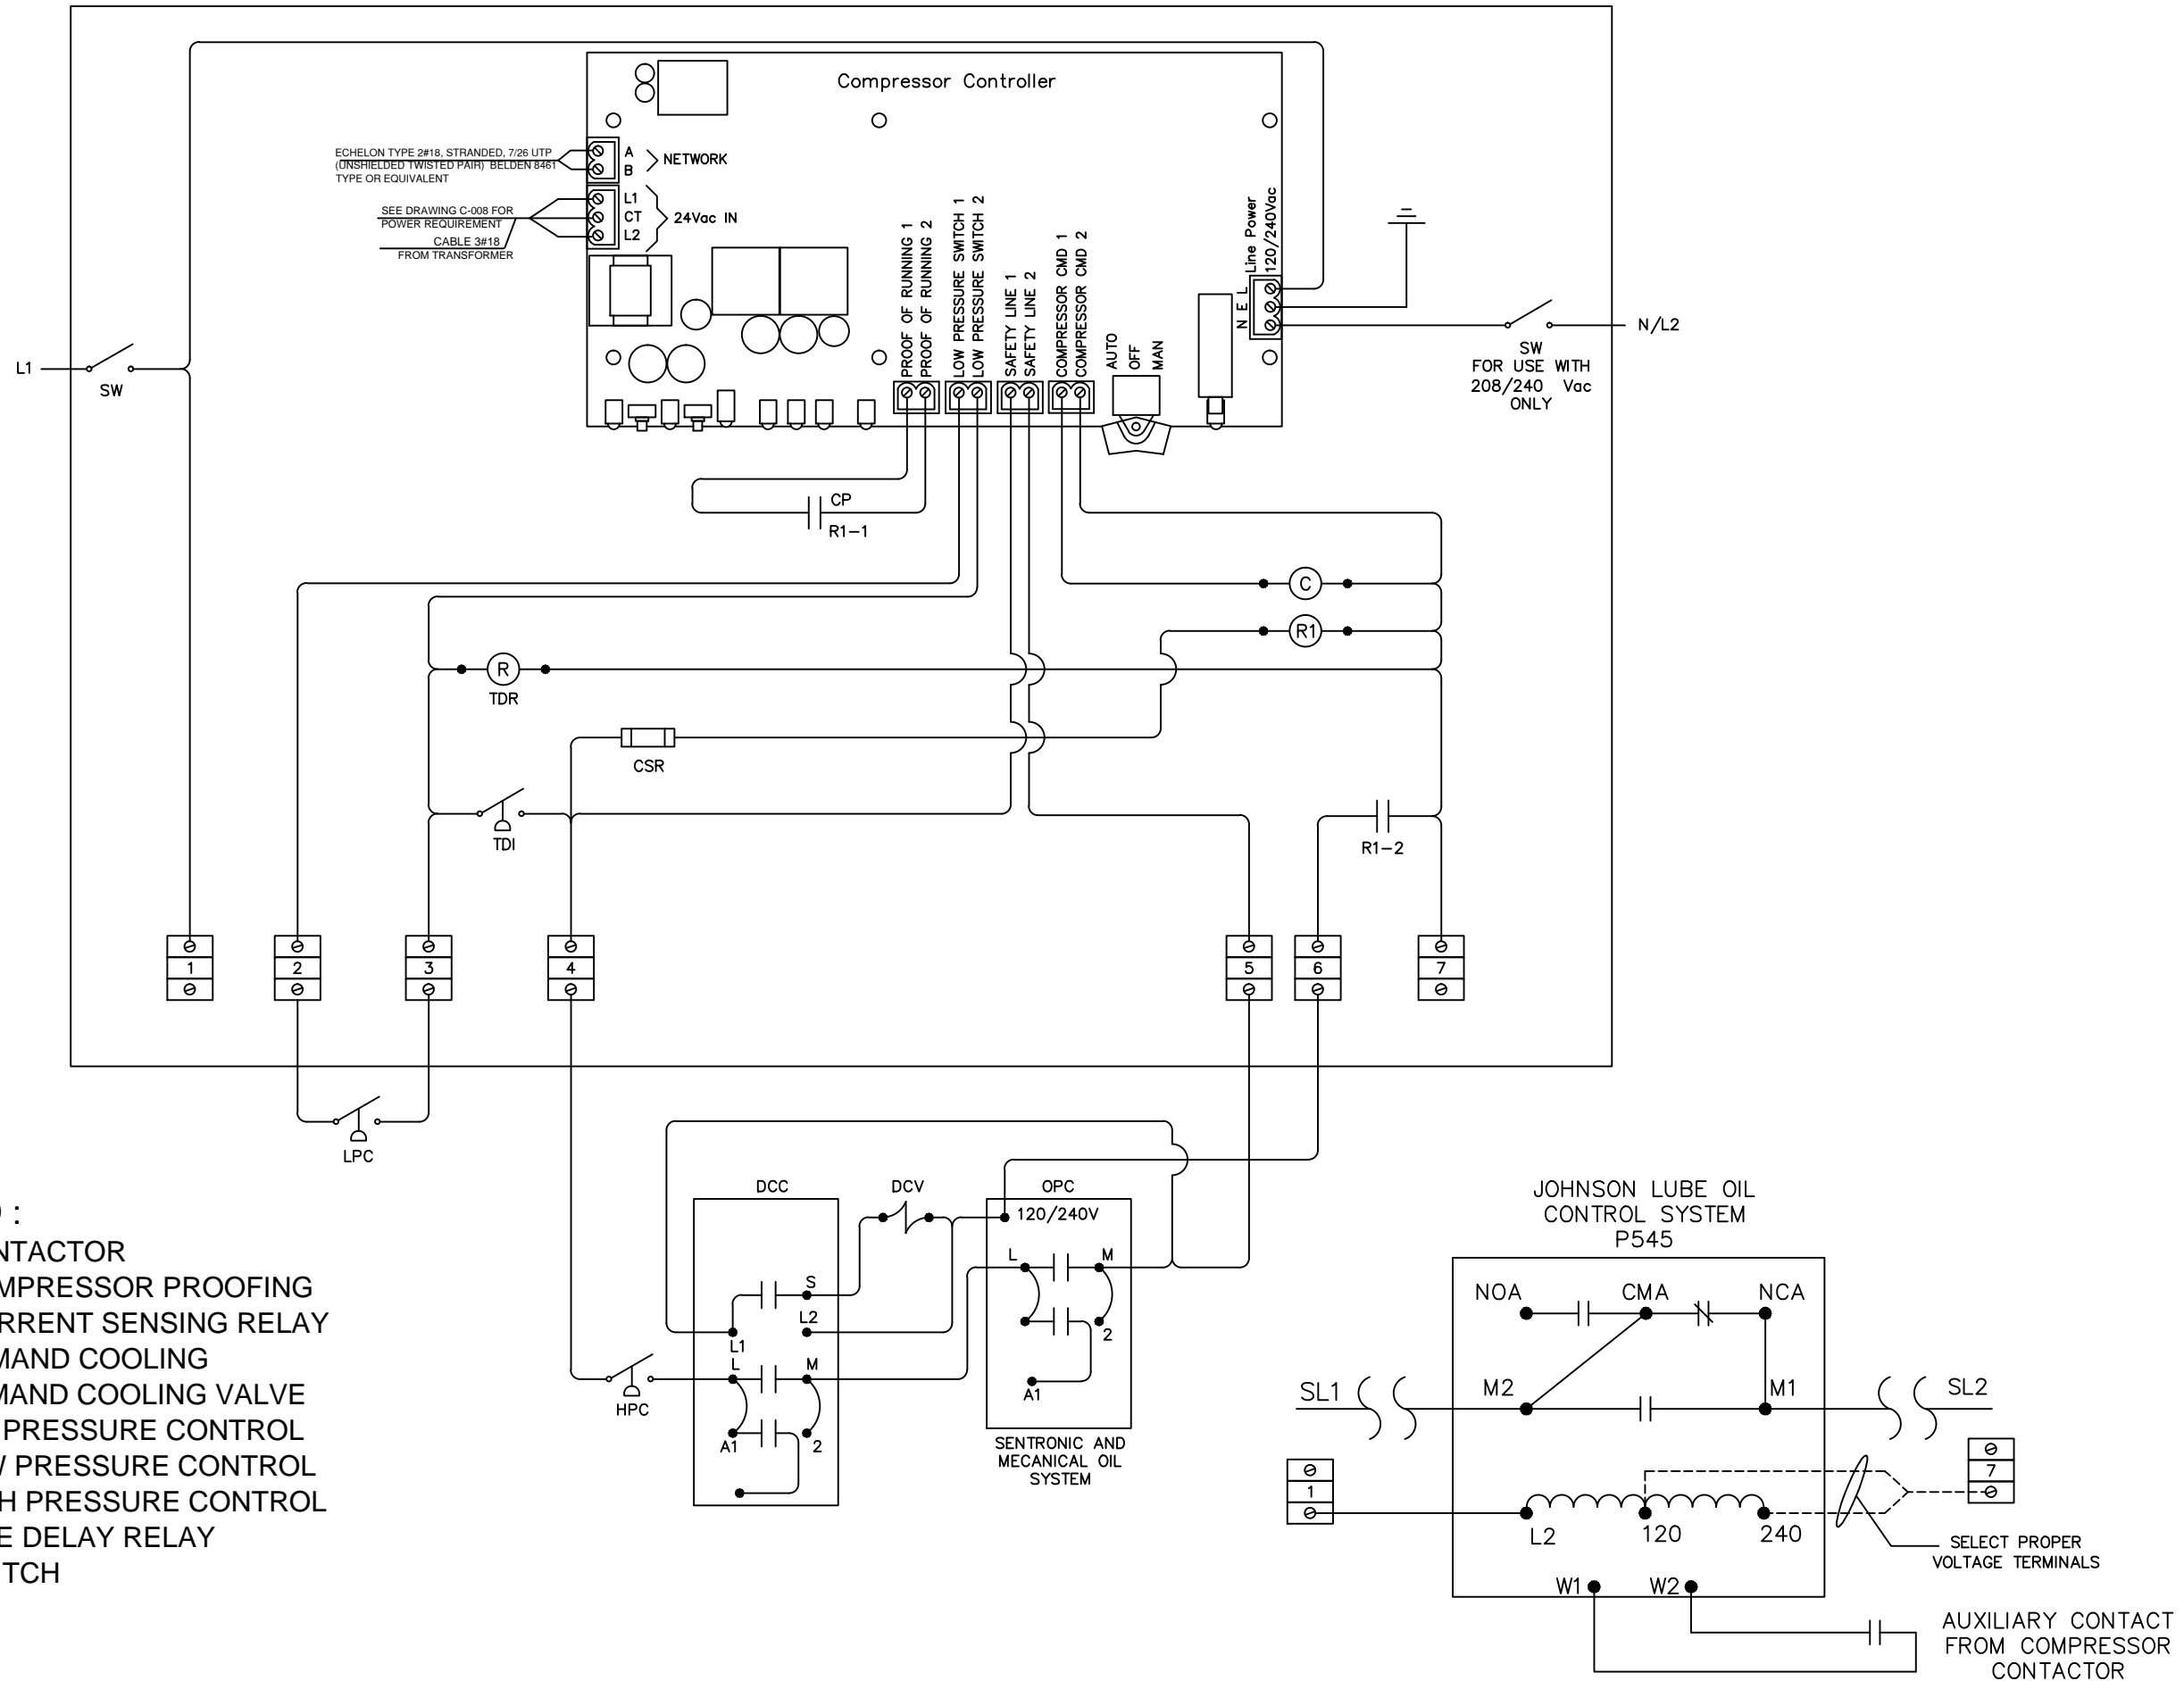 Compressor Controller
ECHELON TYPE 2#18, STRANDED, 7/26 UTP
(UNSHIELDED TWISTED PAIR) BELDEN 8461
TYPE OR EQUIVALENT
A
B
NETWORK
SEE DRAWING C-008 FOR
POWER REQUIREMENT
CABLE 3#18
FROM TRANSFORMER
L1
CT
L2
24Vac IN
PROOF OF RUNNING 1
PROOF OF RUNNING 2
LOW PRESSURE SWITCH 1
LOW PRESSURE SWITCH 2
SAFETY LINE 1
SAFETY LINE 2
COMPRESSOR CMD 1
COMPRESSOR CMD 2
AUTO
OFF
MAN
Line Power
120/240Vac
N E L
L1
SW
N/L2
SW
FOR USE WITH
208/240 Vac
ONLY
CP
R1-1
C
R1
R
TDR
CSR
TDI
R1-2
1
2
3
4
5
6
7
LPC
DCC
DCV
OPC
120/240V
L
M
S
L2
L1
2
L
M
A1
HPC
A1
2
SENTRONIC AND
MECANICAL OIL
SYSTEM
:
NTACTOR
MPRESSOR PROOFING
RRENT SENSING RELAY
MAND COOLING
MAND COOLING VALVE
PRESSURE CONTROL
W PRESSURE CONTROL
H PRESSURE CONTROL
E DELAY RELAY
ITCH
JOHNSON LUBE OIL
CONTROL SYSTEM
P545
NOA
CMA
NCA
SL1
M2
M1
SL2
1
7
L2
120
240
SELECT PROPER
VOLTAGE TERMINALS
W1
W2
AUXILIARY CONTACT
FROM COMPRESSOR
CONTACTOR